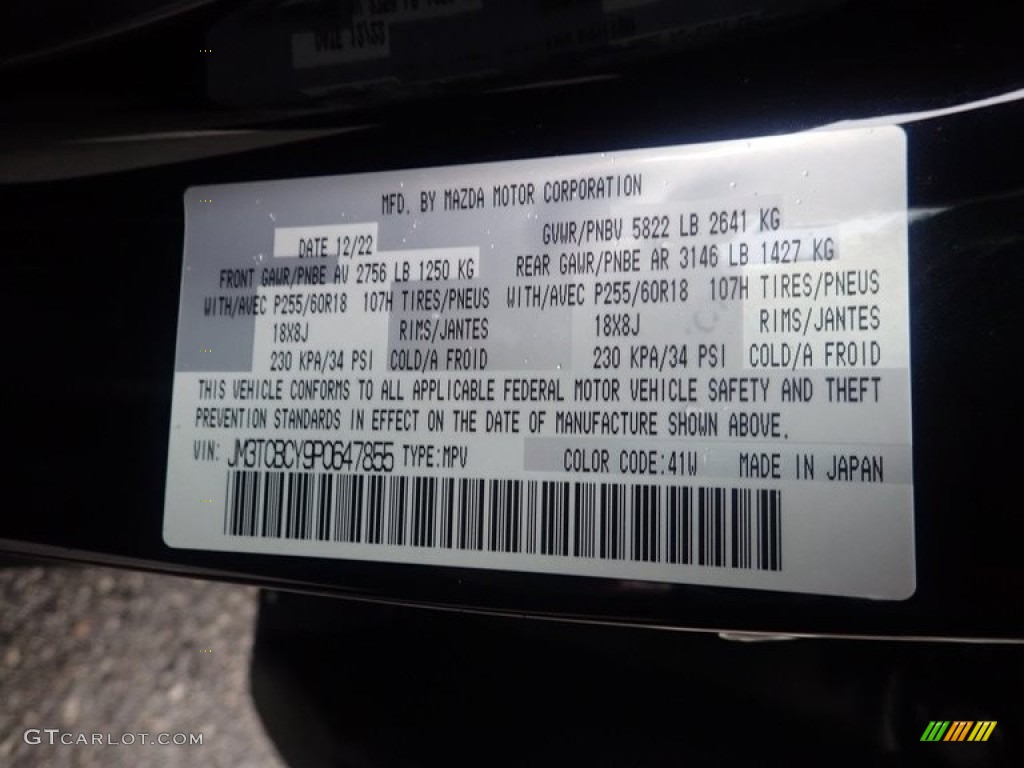 MFD. BY MAZDA MOTOR CORPORATION
DATE 12/22 GVWR/PNBV 5822 LB 2641 KG
FRONT GAWR/PNBE AV 2756 LB 1250 KG REAR GAWR/PNBE AR 3146 LB 1427 KG
WITH/AVEC P255/60R18 107H TIRES/PNEUS WITH/AVEC P255/60R18 107H TIRES/PNEUS
18X8J RIMS/JANTES 18X8J RIMS/JANTES
230 KPA/34 PSI COLD/A FROID 230 KPA/34 PSI COLD/A FROID
THIS VEHICLE CONFORMS TO ALL APPLICABLE FEDERAL MOTOR VEHICLE SAFETY AND THEFT
PREVENTION STANDARDS IN EFFECT ON THE DATE OF MANUFACTURE SHOWN ABOVE.
VIN: JM3TCBCY9P0647855 TYPE:MPV COLOR CODE:41W MADE IN JAPAN
GTCARLOT.COM